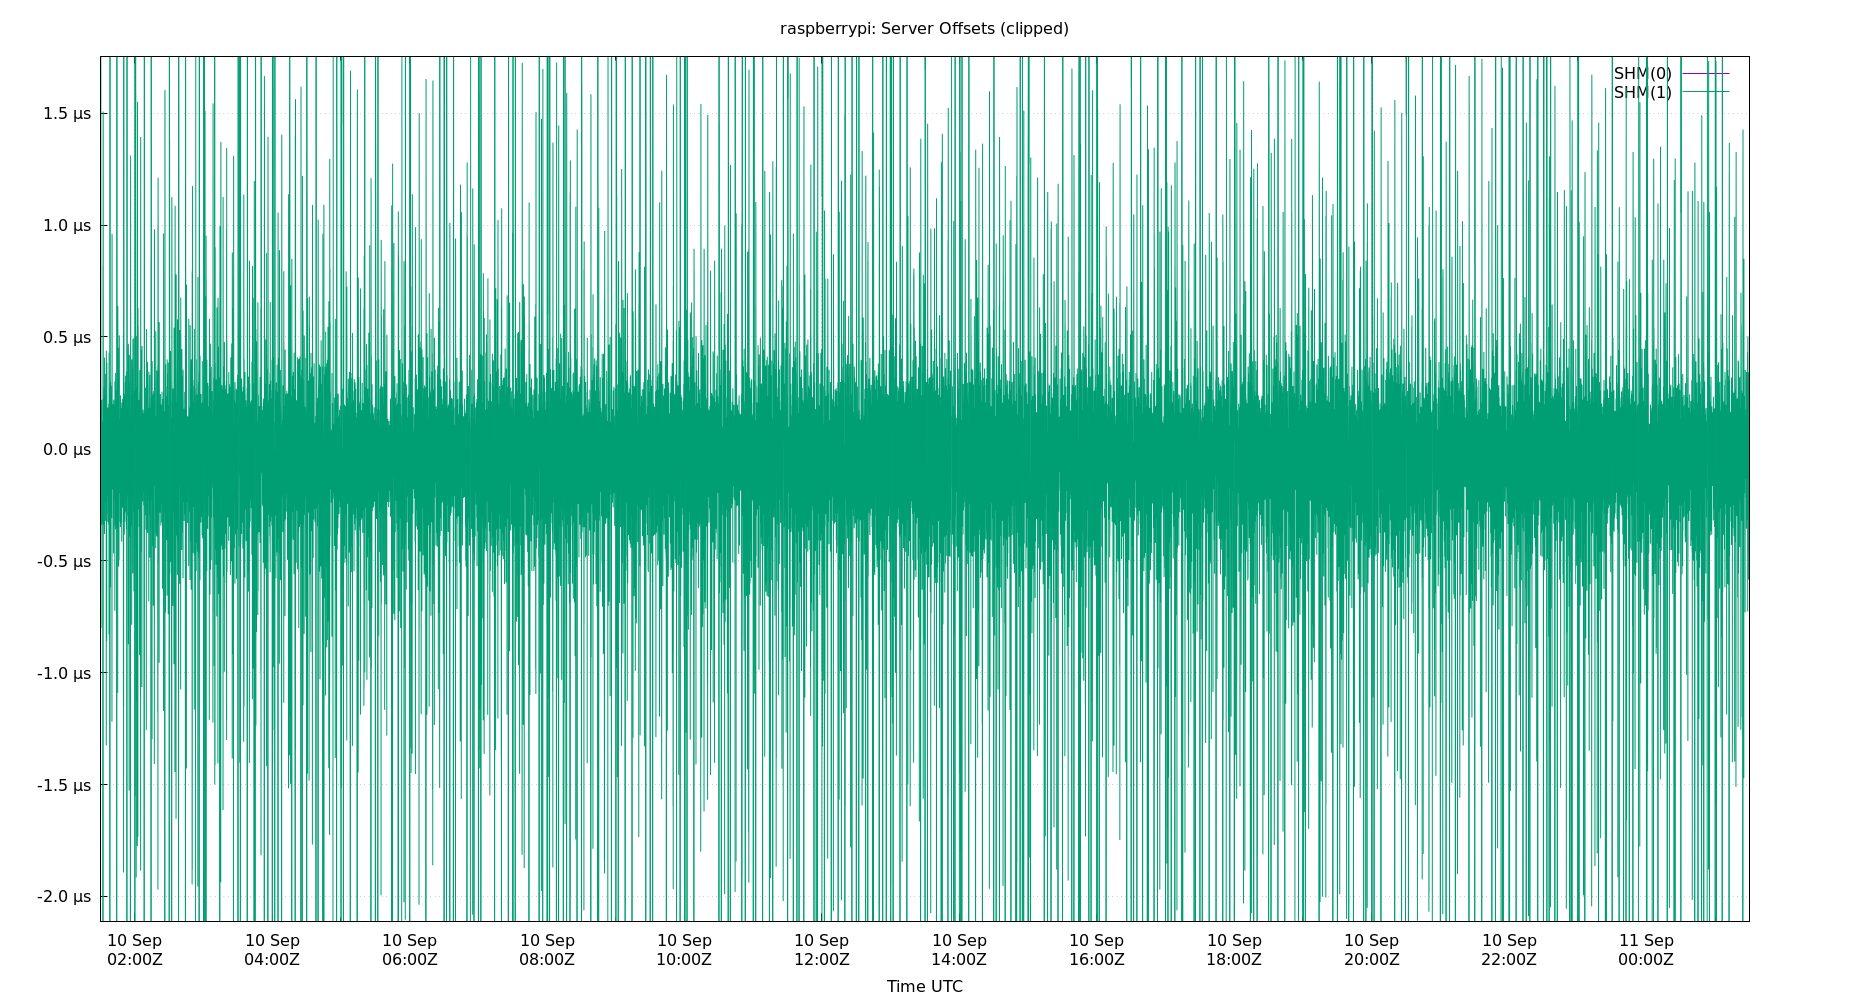 raspberrypi: Server Offsets (clipped)
SHM(0)
SHM(1)
1.5 µs
1.0 µs
0.5 µs
0.0 µs
-0.5 µs
-1.0 µs
-1.5 µs
-2.0 µs
10 Sep 10 Sep 10 Sep 10 Sep 10 Sep 10 Sep 10 Sep 10 Sep 10 Sep 10 Sep 10 Sep 11 Sep
02:00Z 04:00Z 06:00Z 08:00Z 10:00Z 12:00Z 14:00Z 16:00Z 18:00Z 20:00Z 22:00Z 00:00Z
Time UTC